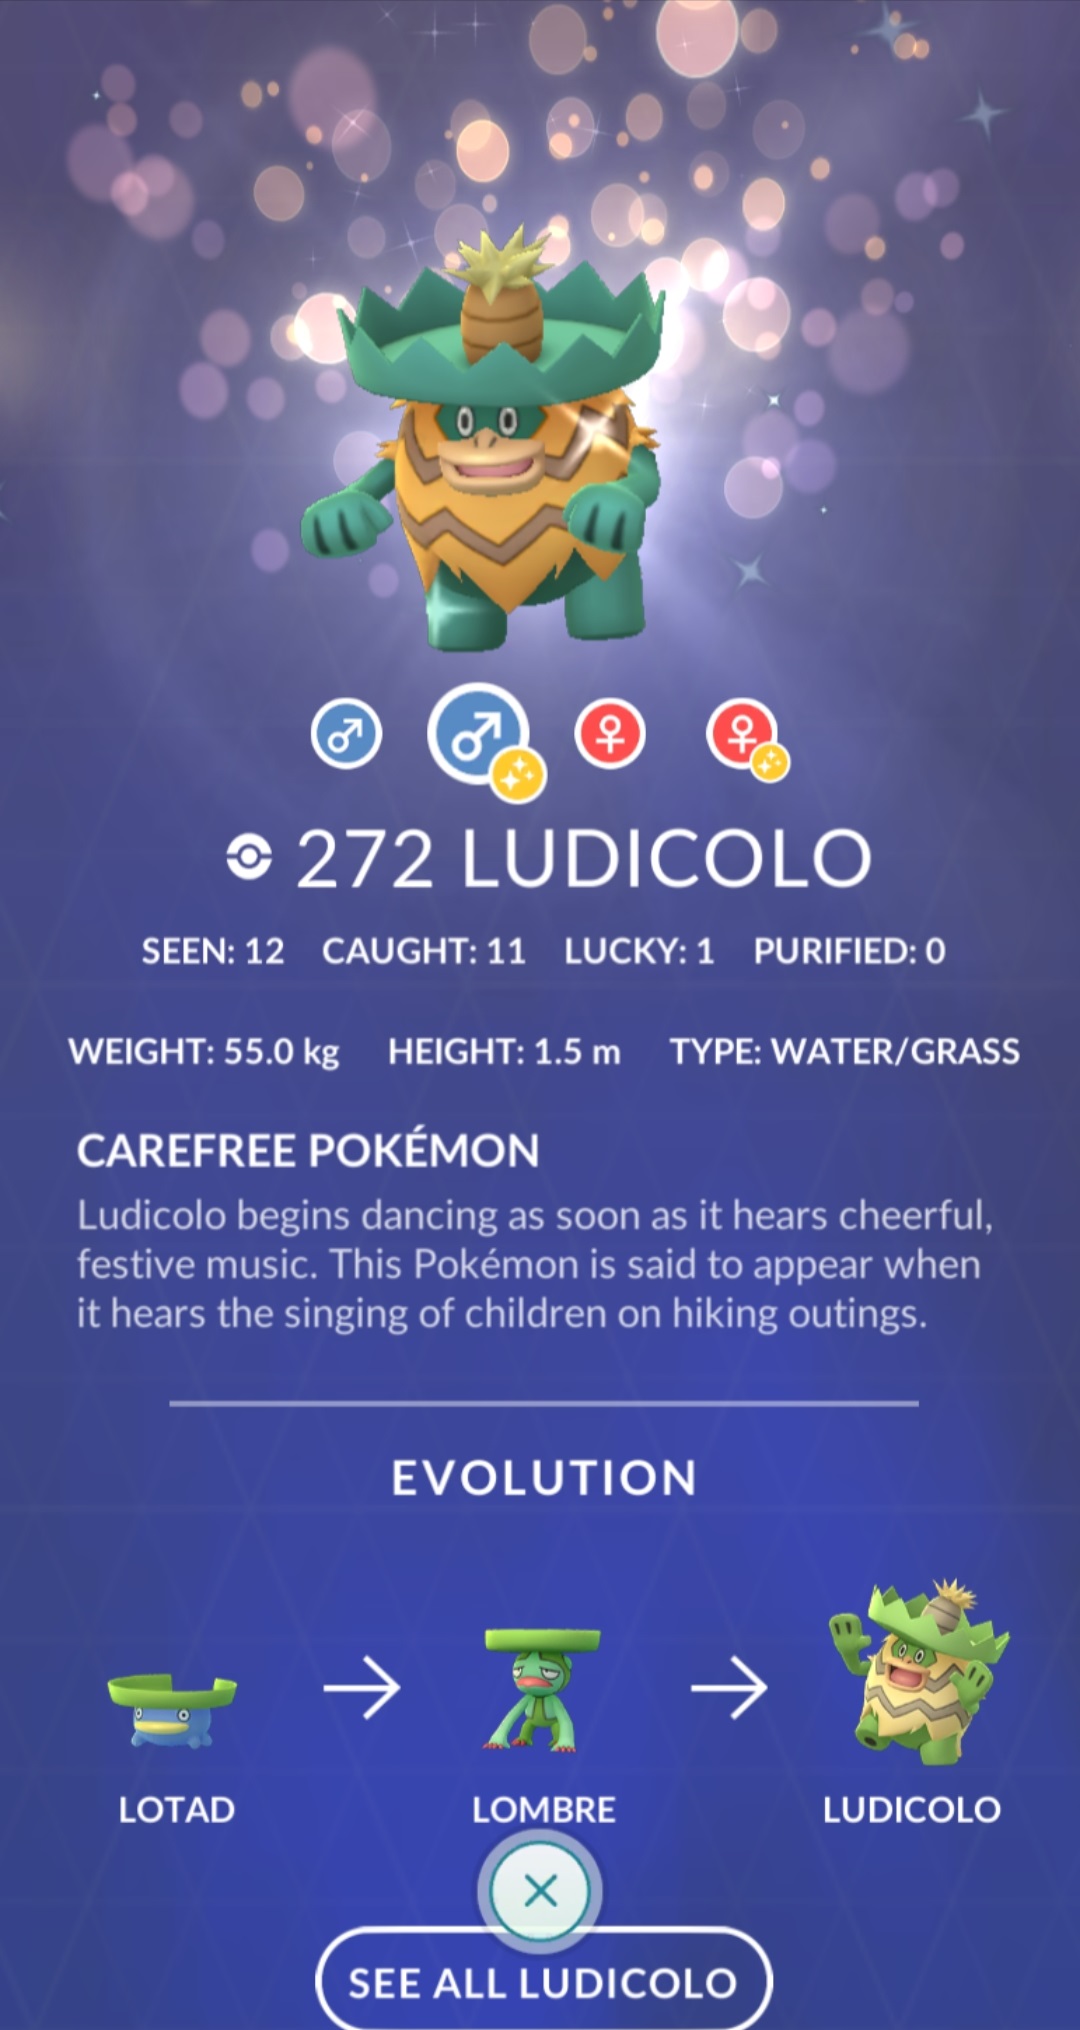 272 LUDICOLO
SEEN: 12 CAUGHT: 11 LUCKY: 1 PURIFIED: 0
WEIGHT: 55.0 kg HEIGHT: 1.5 m TYPE: WATER/GRASS
CAREFREE POKÉMON
Ludicolo begins dancing as soon as it hears cheerful,
festive music. This Pokémon is said to appear when
it hears the singing of children on hiking outings.
EVOLUTION
LOTAD LOMBRE LUDICOLO
SEE ALL LUDICOLO